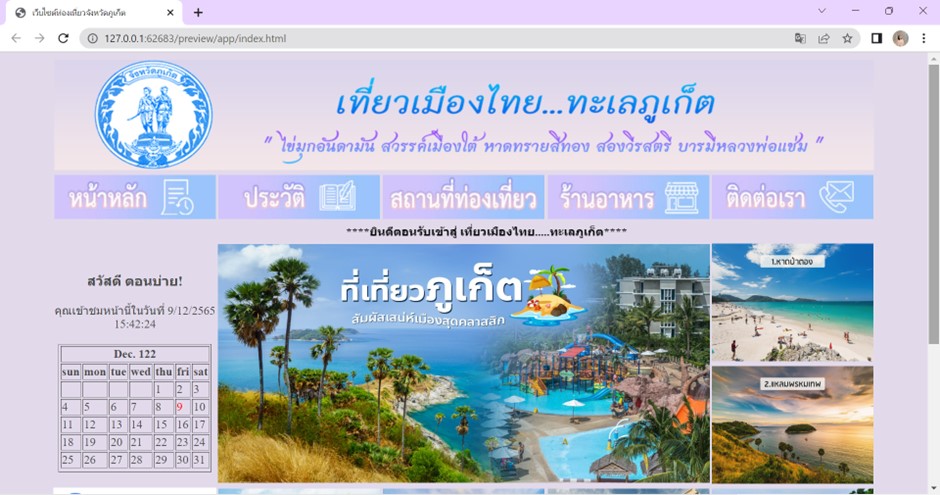 เว็บไซต์ท่องเที่ยวจังหวัดภูเก็ต
127.0.0.1:62683/preview/app/index.html
จังหวัดภูเก็ต
เที่ยวเมืองไทย...ทะเลภูเก็ต
" ไข่มุกอันดามัน สวรรค์เมืองใต้ หาดทรายสีทอง สองวีรสตรี บารมีหลวงพ่อแช่ม "
หน้าหลัก ประวัติ สถานที่ท่องเที่ยว ร้านอาหาร ติดต่อเรา
****ยินดีตอนรับเข้าสู่ เที่ยวเมืองไทย.....ทะเลภูเก็ต****
สวัสดี ตอนบ่าย!
คุณเข้าชมหน้านี้ในวันที่ 9/12/2565
15:42:24
Dec. 122
sun mon tue wed thu fri sat
1 2 3
4 5 6 7 8 9 10
11 12 13 14 15 16 17
18 19 20 21 22 23 24
25 26 27 28 29 30 31
ที่เที่ยวภูเก็ต
สัมผัสเสน่ห์เมืองสุดคลาสสิก
1.หาดป่าตอง
2.แหลมพรหมเทพ